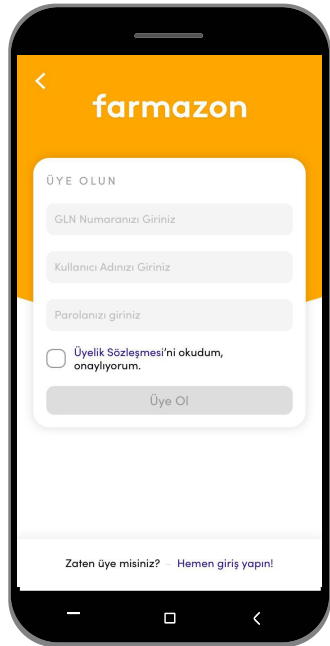 farmazon
ÜYE OLUN
GLN Numaranızı Giriniz
Kullanıcı Adınızı Giriniz
Parolanızı giriniz
Üyelik Sözleşmesi'ni okudum,
onaylıyorum.
Üye Ol
Zaten üye misiniz? – Hemen giriş yapın!